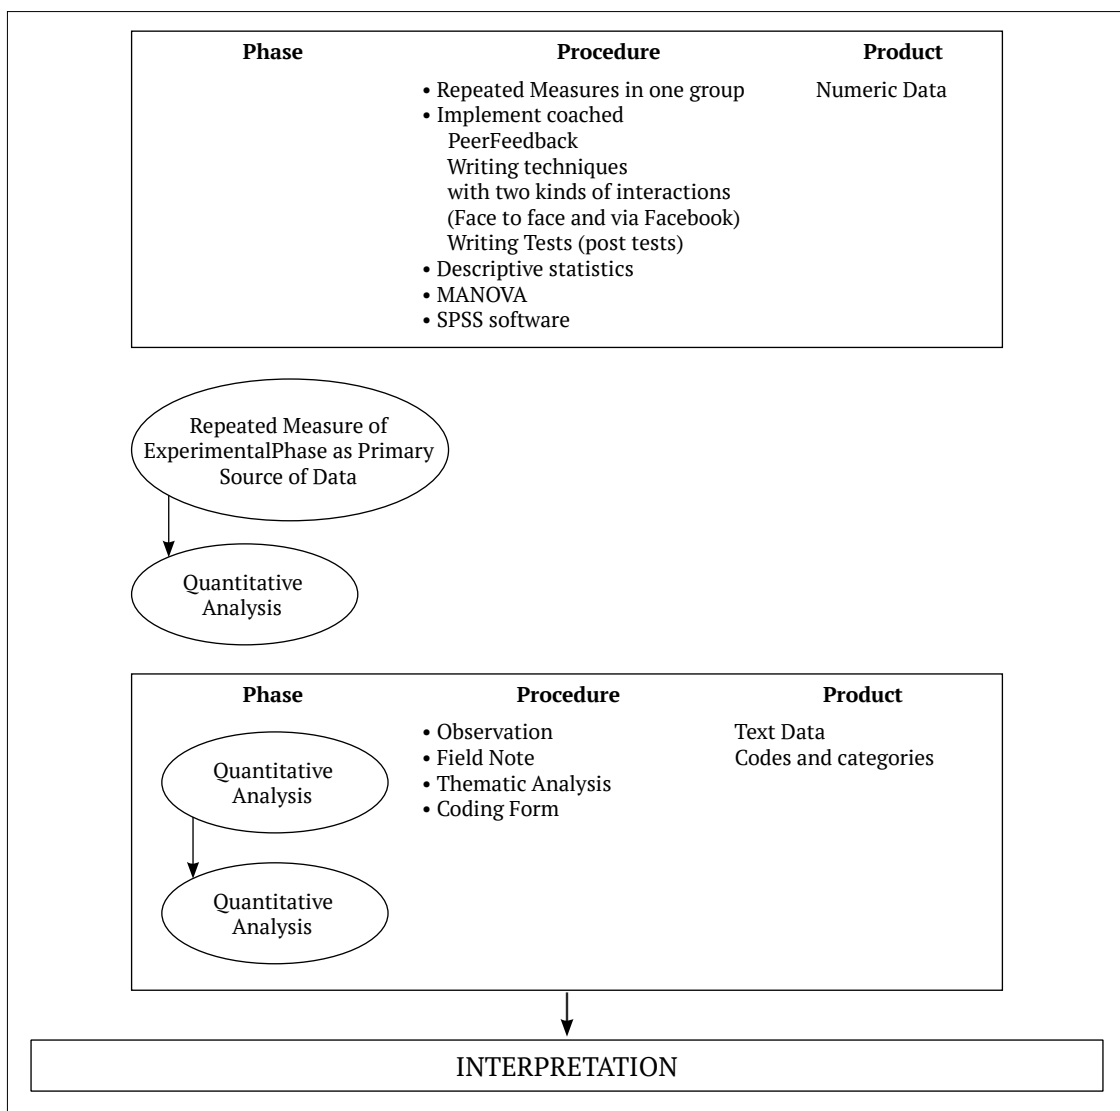 Phase Procedure Product
• Repeated Measures in one group Numeric Data
• Implement coached
PeerFeedback
Writing techniques
with two kinds of interactions
(Face to face and via Facebook)
Writing Tests (post tests)
• Descriptive statistics
• MANOVA
• SPSS software
Repeated Measure of
ExperimentalPhase as Primary
Source of Data
Quantitative
Analysis
Phase Procedure Product
• Observation Text Data
• Field Note Codes and categories
• Thematic Analysis
• Coding Form
Quantitative
Analysis
Quantitative
Analysis
INTERPRETATION